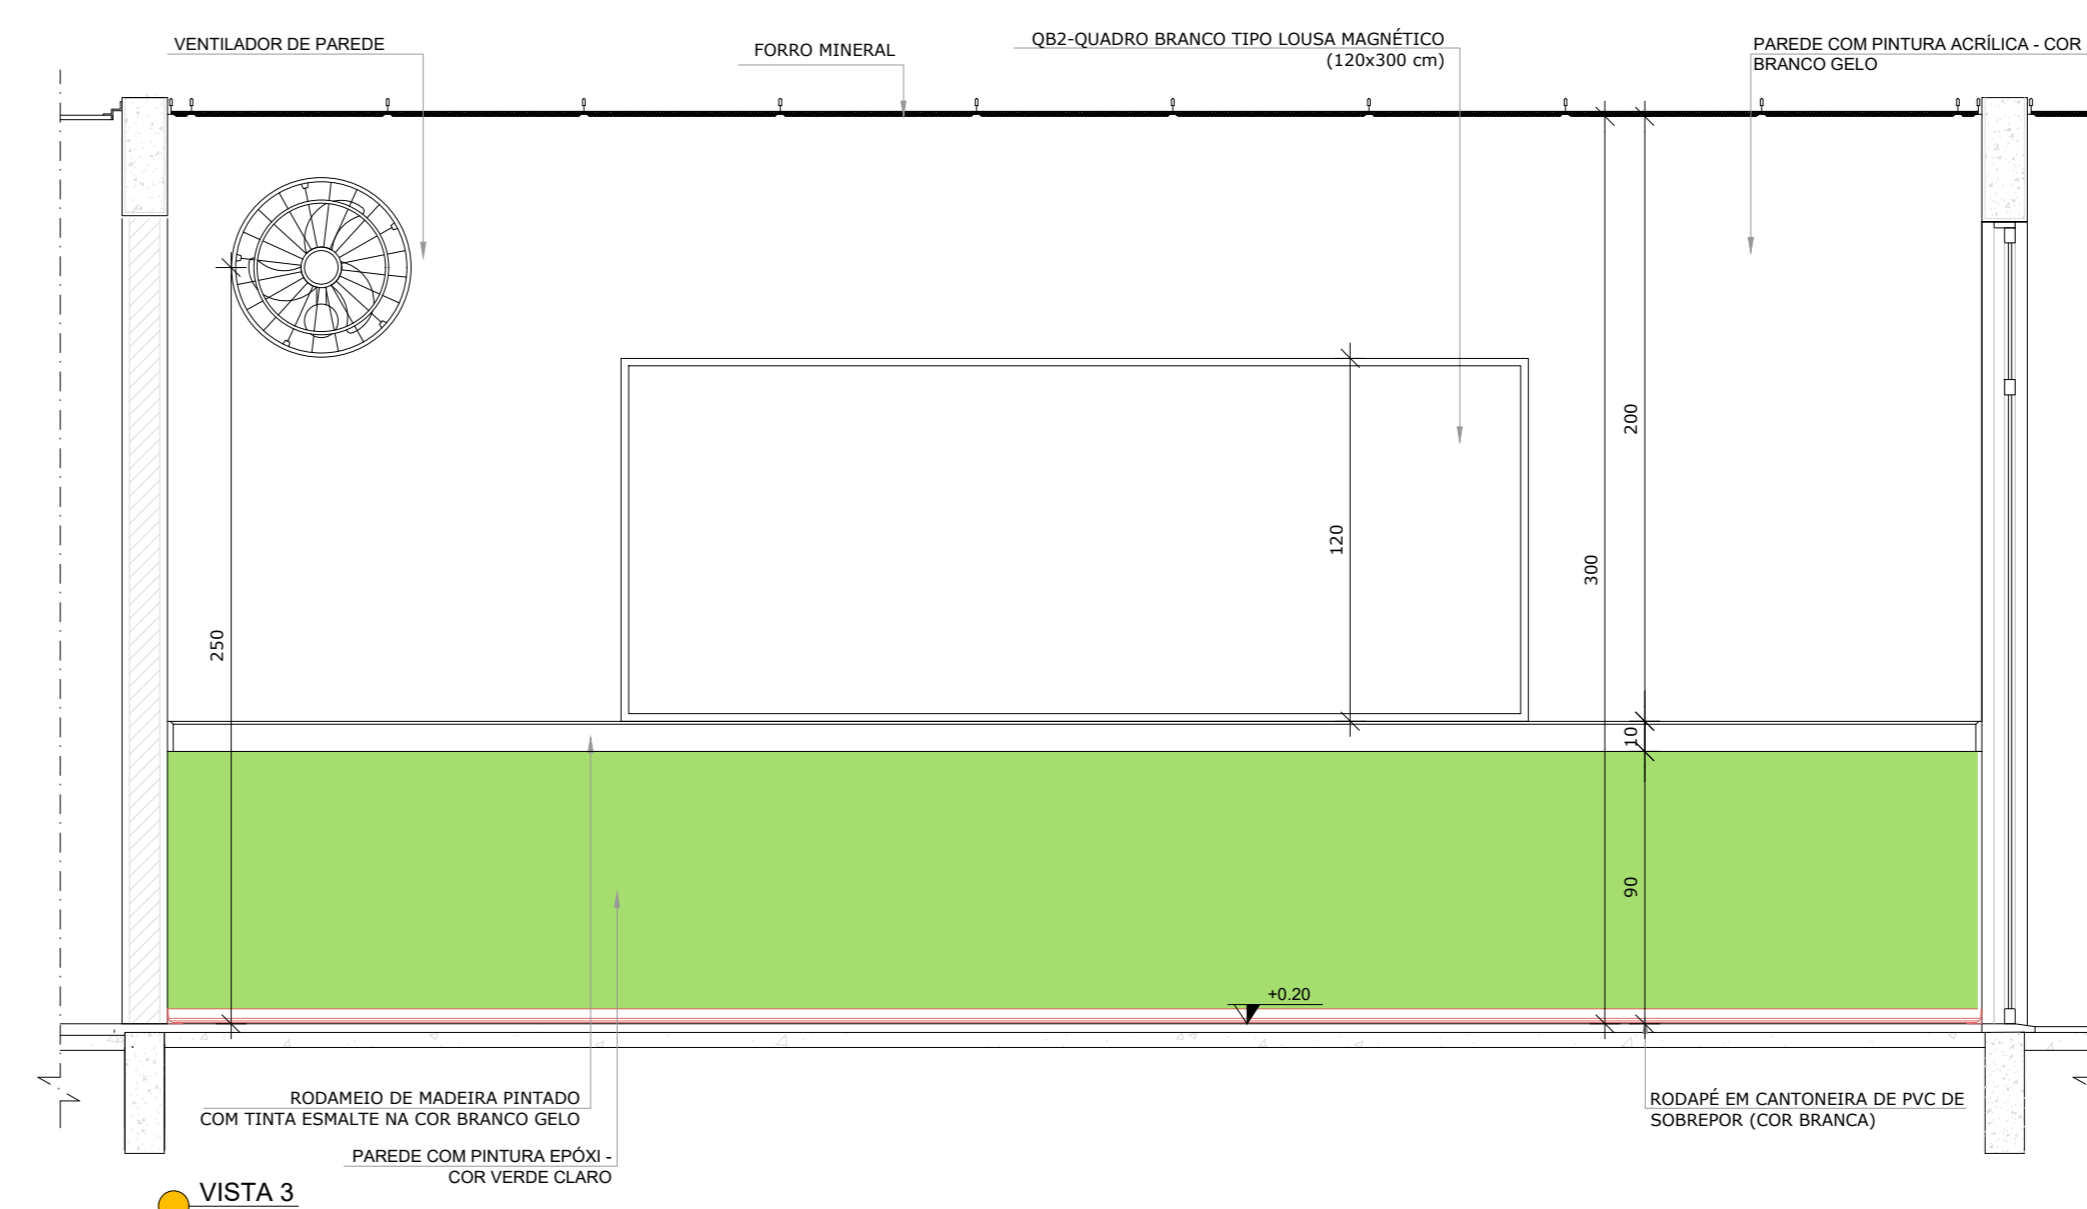 VENTILADOR DE PAREDE
FORRO MINERAL
QB2-QUADRO BRANCO TIPO LOUSA MAGNÉTICO
(120x300 cm)
PAREDE COM PINTURA ACRÍLICA - COR
BRANCO GELO
200
120
300
250
10
90
+0.20
RODAMEIO DE MADEIRA PINTADO
COM TINTA ESMALTE NA COR BRANCO GELO
RODAPÉ EM CANTONEIRA DE PVC DE
SOBREPOR (COR BRANCA)
PAREDE COM PINTURA EPÓXI -
COR VERDE CLARO
VISTA 3